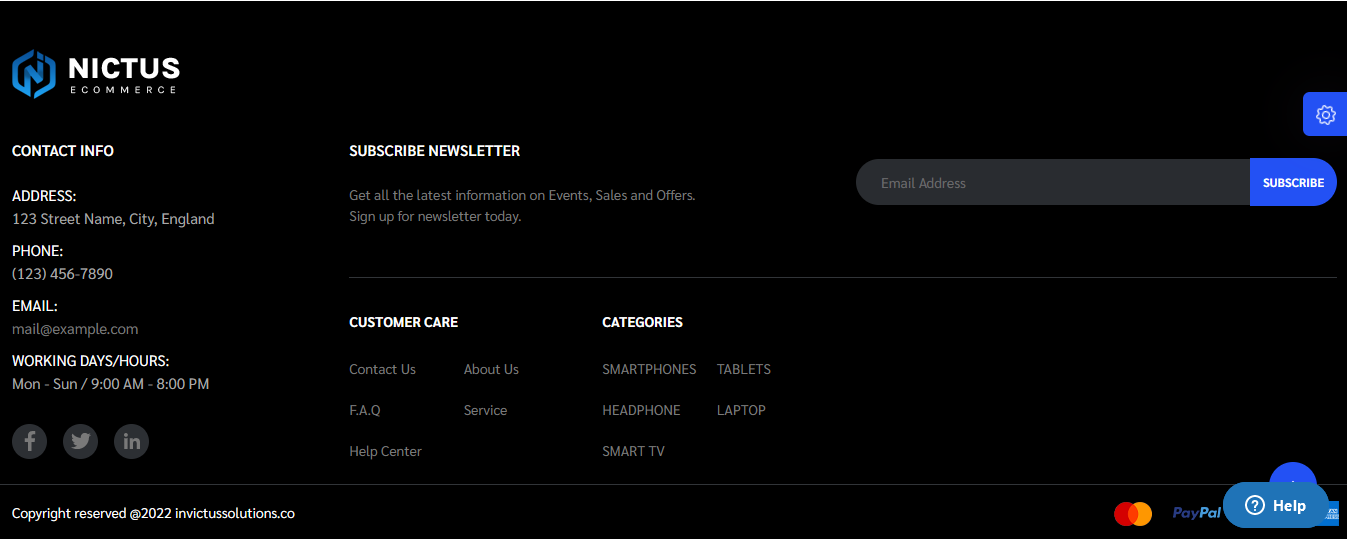 NICTUS
ECOMMERCE
CONTACT INFO
ADDRESS:
123 Street Name, City, England
PHONE:
(123) 456-7890
EMAIL:
mail@example.com
WORKING DAYS/HOURS:
Mon - Sun / 9:00 AM - 8:00 PM
SUBSCRIBE NEWSLETTER
Get all the latest information on Events, Sales and Offers.
Sign up for newsletter today.
Email Address
SUBSCRIBE
CUSTOMER CARE
Contact Us
About Us
F.A.Q
Service
Help Center
CATEGORIES
SMARTPHONES
TABLETS
HEADPHONE
LAPTOP
SMART TV
Copyright reserved @2022 invictussolutions.co
PayPal
Help